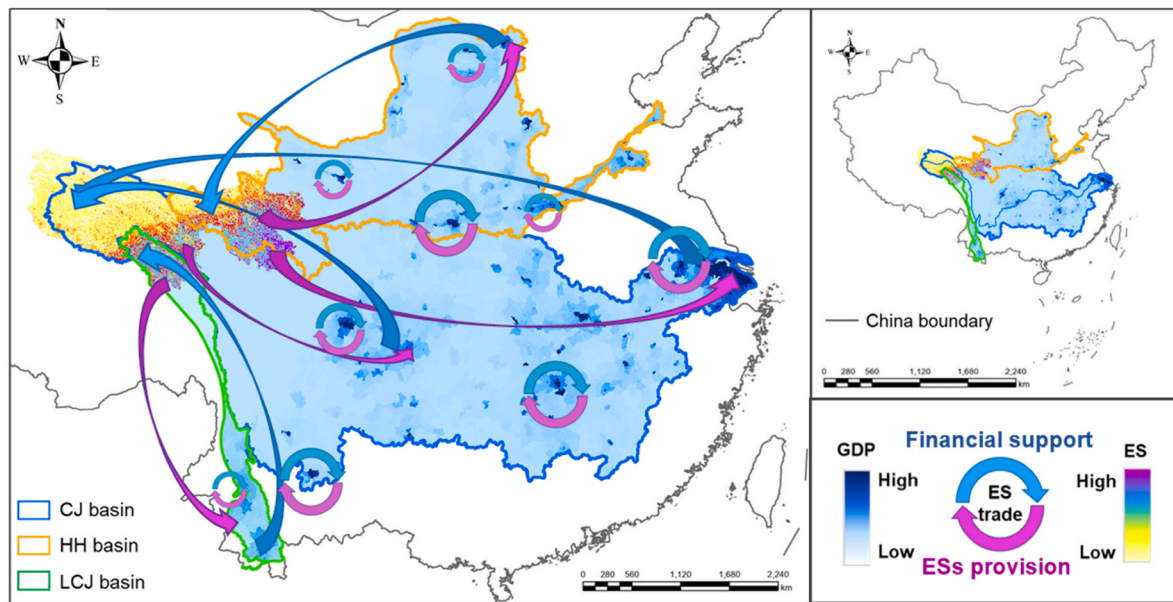 N
W E
S
CJ basin
HH basin
LCJ basin
0 280 560 1,120 1,680 2,240
km
N
W E
S
China boundary
0 280 560 1,120 1,680 2,240
km
Financial support
GDP
ES
High
High
ES
trade
Low
Low
ESs provision